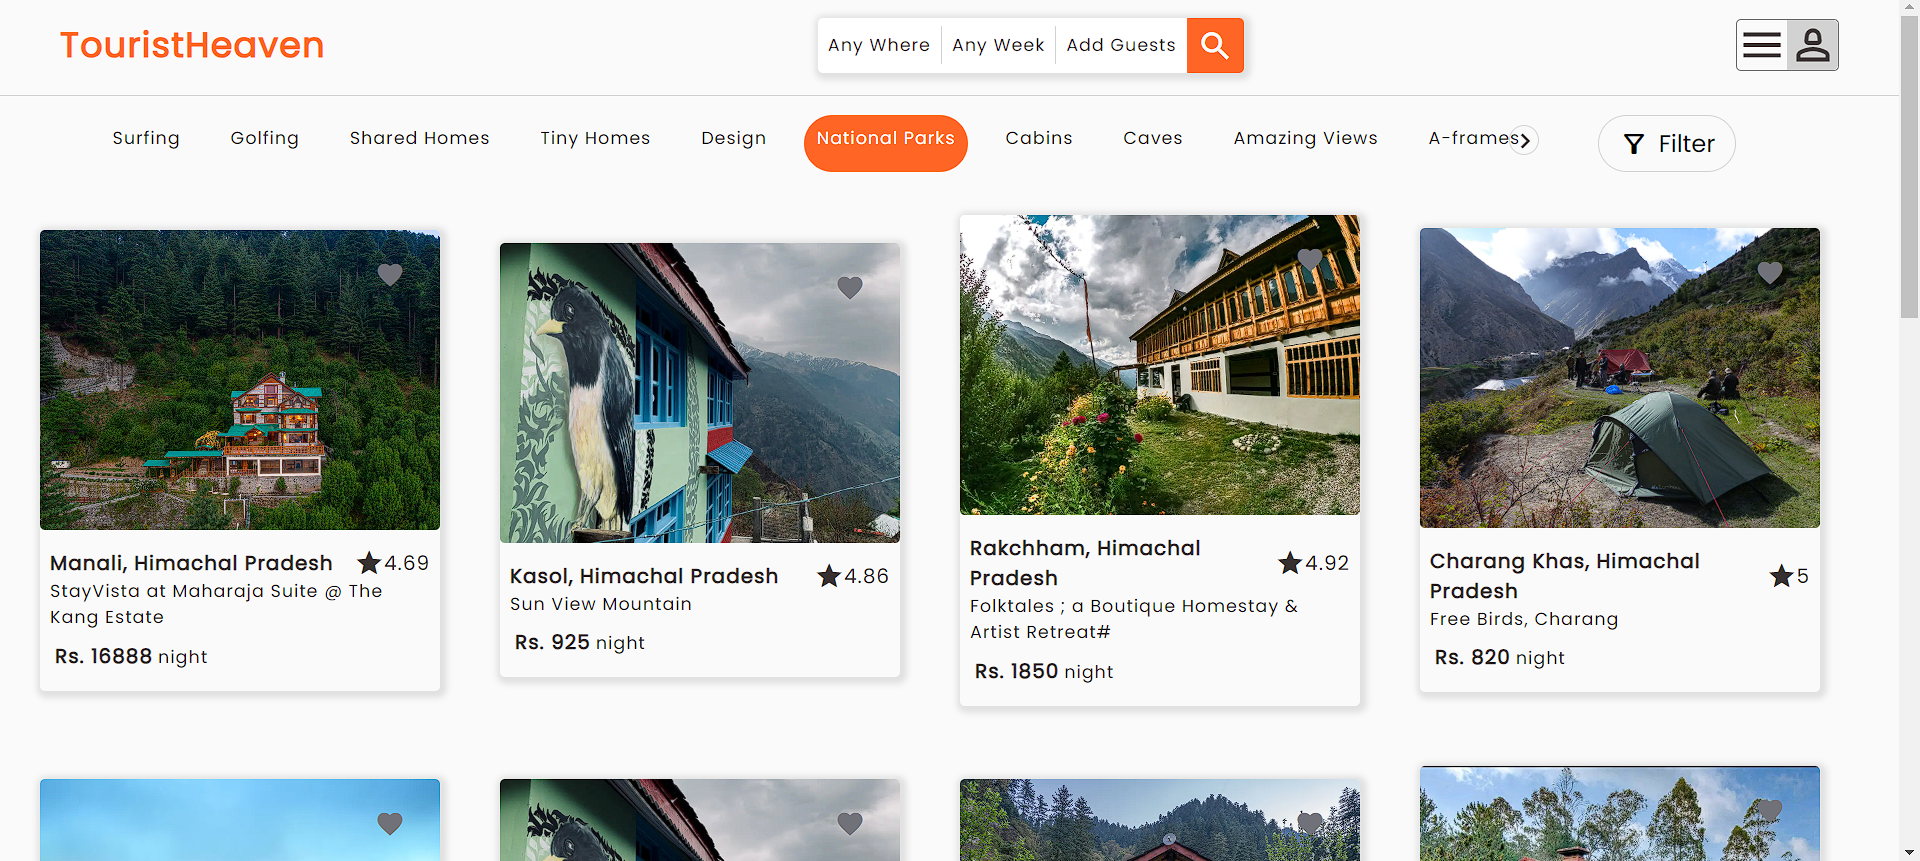 TouristHeaven
Any Where
Any Week
Add Guests
Surfing
Golfing
Shared Homes
Tiny Homes
Design
National Parks
Cabins
Caves
Amazing Views
A-frames
Filter
Manali, Himachal Pradesh
4.69
StayVista at Maharaja Suite @ The
Kang Estate
Rs. 16888 night
Kasol, Himachal Pradesh
4.86
Sun View Mountain
Rs. 925 night
Rakchham, Himachal
Pradesh
4.92
Folktales ; a Boutique Homestay &
Artist Retreat#
Rs. 1850 night
Charang Khas, Himachal
Pradesh
5
Free Birds, Charang
Rs. 820 night